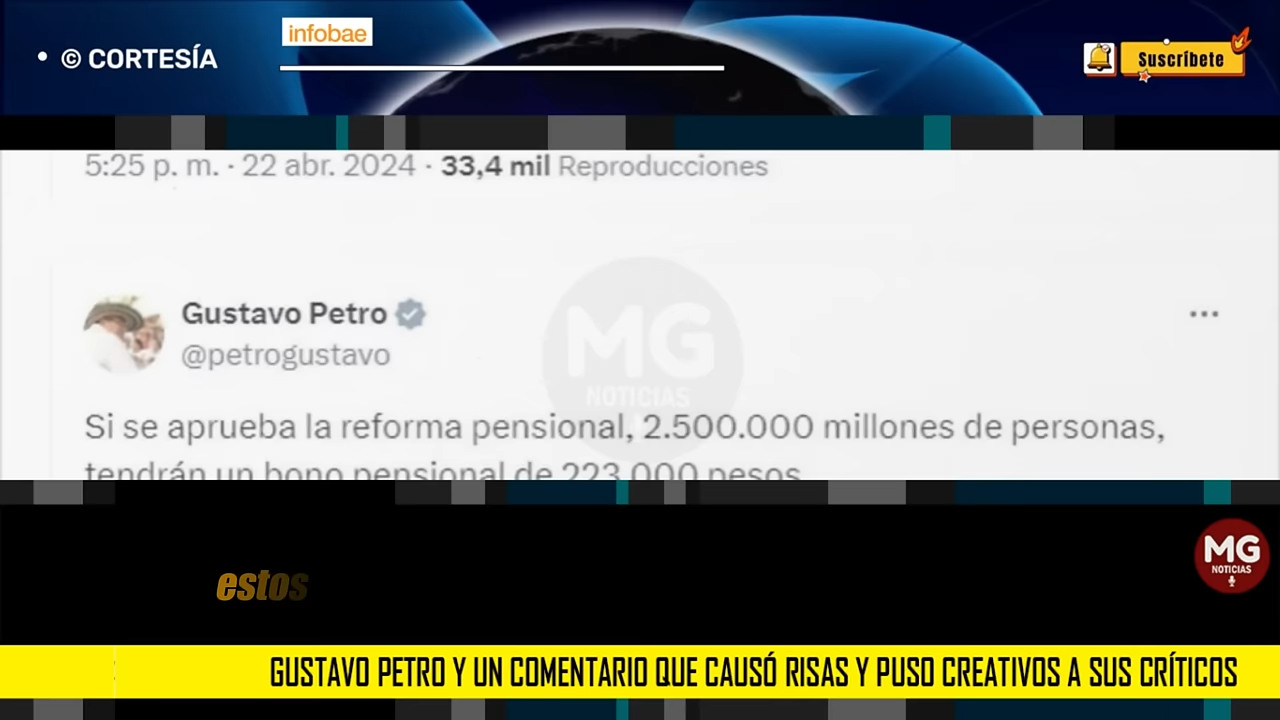 infobae
• © CORTESÍA
Suscríbete
5:25 p. m. · 22 abr. 2024 · 33,4 mil Reproducciones
Gustavo Petro
@petrogustavo
MG
NOTICIAS
Si se aprueba la reforma pensional, 2.500.000 millones de personas,
tendrán un bono pensional de 223.000 pesos
estos
MG
NOTICIAS
GUSTAVO PETRO Y UN COMENTARIO QUE CAUSÓ RISAS Y PUSO CREATIVOS A SUS CRÍTICOS